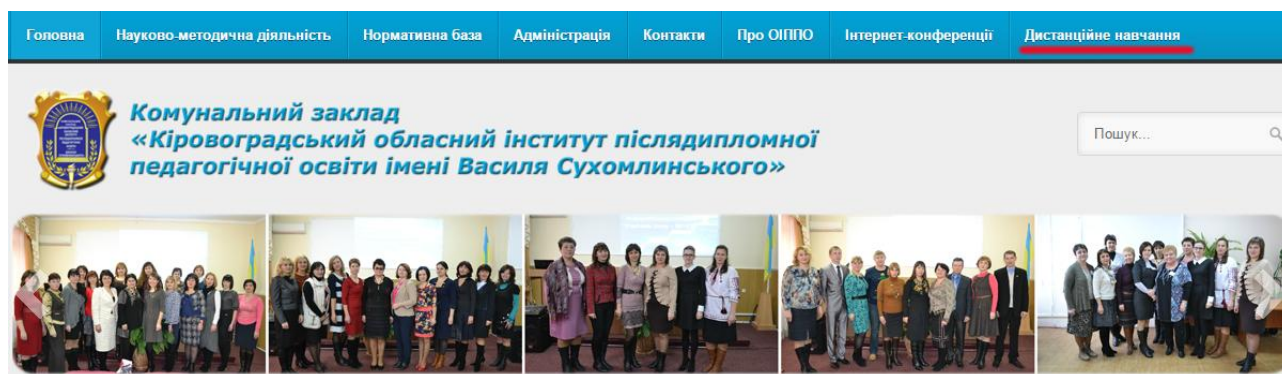 Головна
Науково-методична діяльність
Нормативна база
Адміністрація
Контакти
Про ОІППО
Інтернет-конференції
Дистанційне навчання
Комунальний заклад
«Кіровоградський обласний інститут післядипломної
педагогічної освіти імені Василя Сухомлинського»
Пошук...